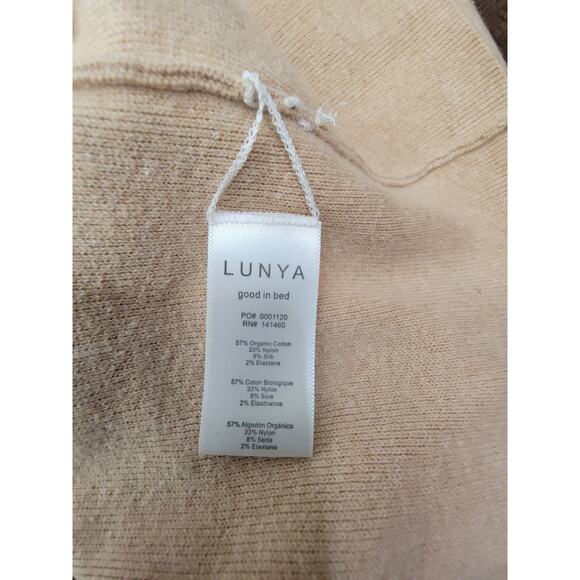 LUNYA
good in bed
PO# 0001120
RN# 141460
57% Organic Cotton
33% Nylon
8% Silk
2% Elastane
57% Coton Biologique
33% Nylon
8% Soie
2% Élasthanne
57% Algodón Orgánico
33% Nylon
8% Seda
2% Elastano